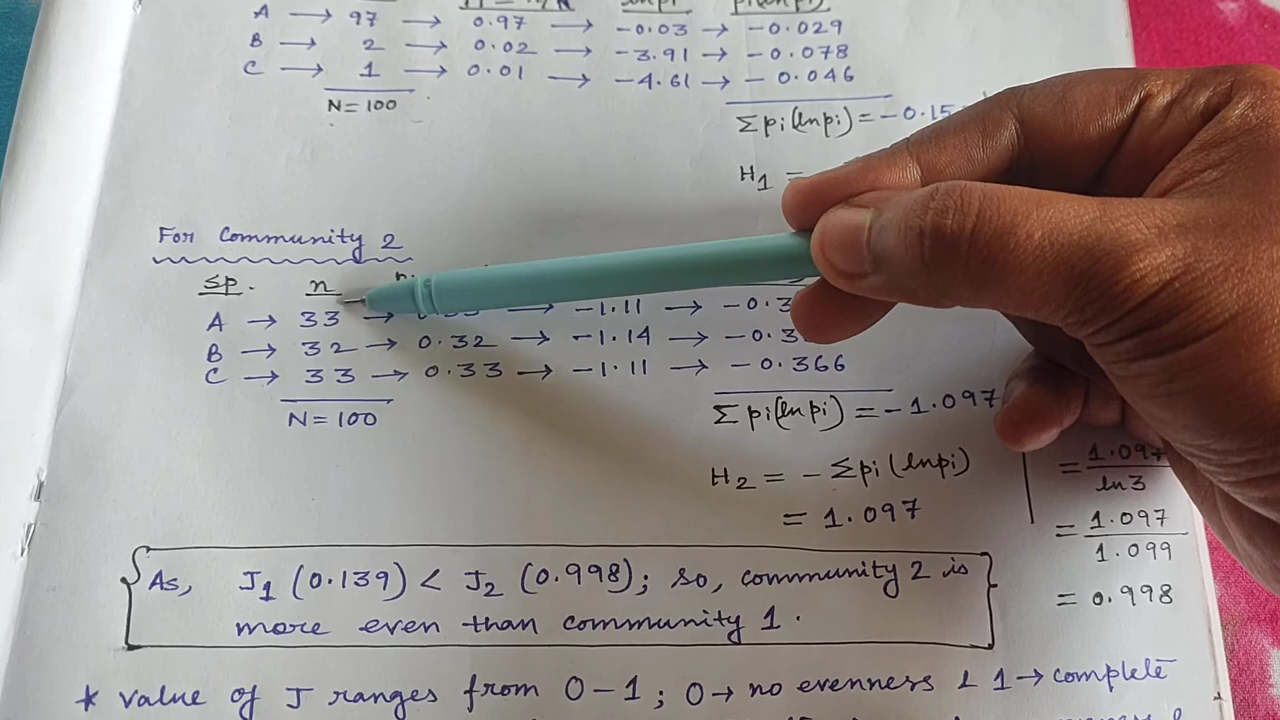 A → 97 → 0.97 → -0.03 → -0.029
B → 2 → 0.02 → -3.91 → -0.078
C → 1 → 0.01 → -4.61 → -0.046
N=100
Σpi(lnpi) = -0.15
H1 =
For Community 2
sp. n
A → 33 → → -1.11 →
B → 32 → 0.32 → -1.14 →
C → 33 → 0.33 → -1.11 → -0.366
N=100
Σpi(lnpi) = -1.097
H2 = -Σpi(lnpi)
= 1.097
= 1.097/ln3
= 1.097/1.099
= 0.998
As, J1 (0.139) < J2 (0.998); so, community 2 is
more even than community 1.
* value of J ranges from 0-1; 0→ no evenness & 1→ complete